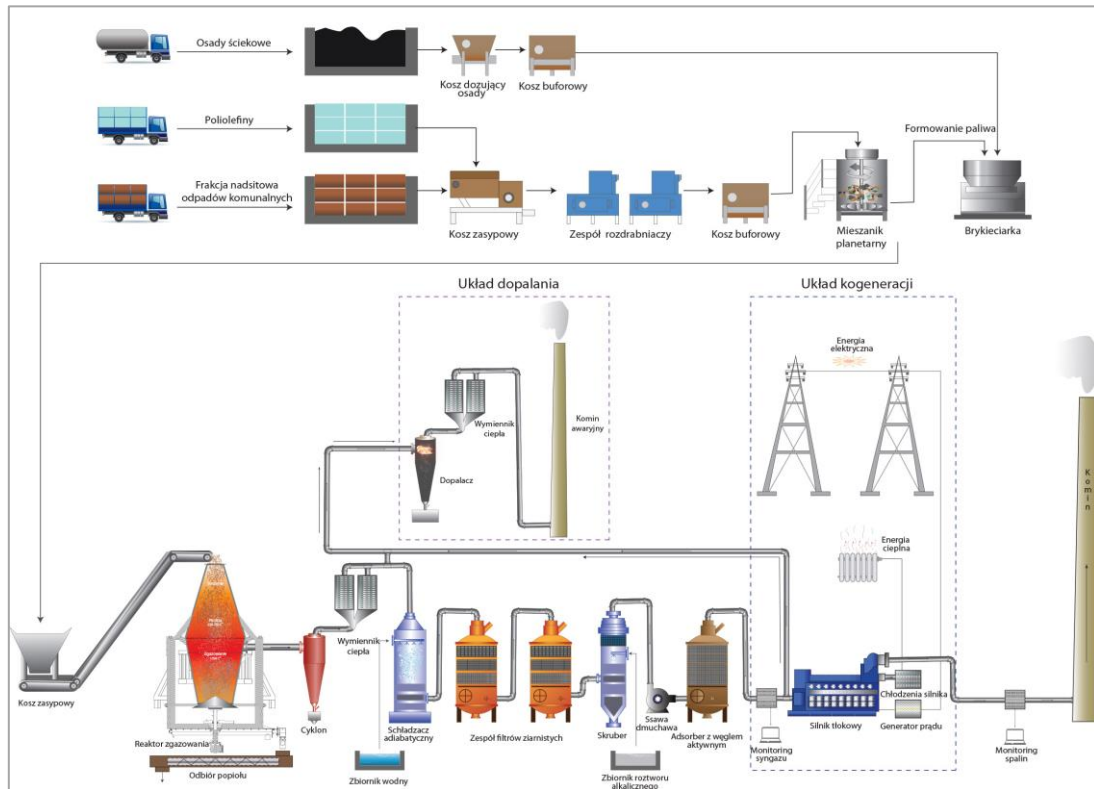 Osady ściekowe
Kosz dozujący
osady
Kosz buforowy
Poliolefiny
Formowanie paliwa
Frakcja nadsitowa
odpadów komunalnych
Kosz zasypowy
Zespół rozdrabniaczy
Kosz buforowy
Mieszanik
planetarny
Brykieciarka
Układ dopalania
Układ kogeneracji
Energia
elektryczna
Wymiennik
ciepła
Komin
awaryjny
Dopalacz
Komin
Energia
cieplna
Wymiennik
ciepła
Kosz zasypowy
Reaktor zgazowania
Odbiór popiołu
Cyklon
Schładzacz
adiabatyczny
Zbiornik wodny
Zespół filtrów ziarnistych
Skruber
Zbiornik roztworu
alkalicznego
Ssawa
dmuchawa
Adsorber z węglem
aktywnym
Monitoring
syngazu
Silnik tłokowy
Chłodzenia silnika
Generator prądu
Monitoring
spalin